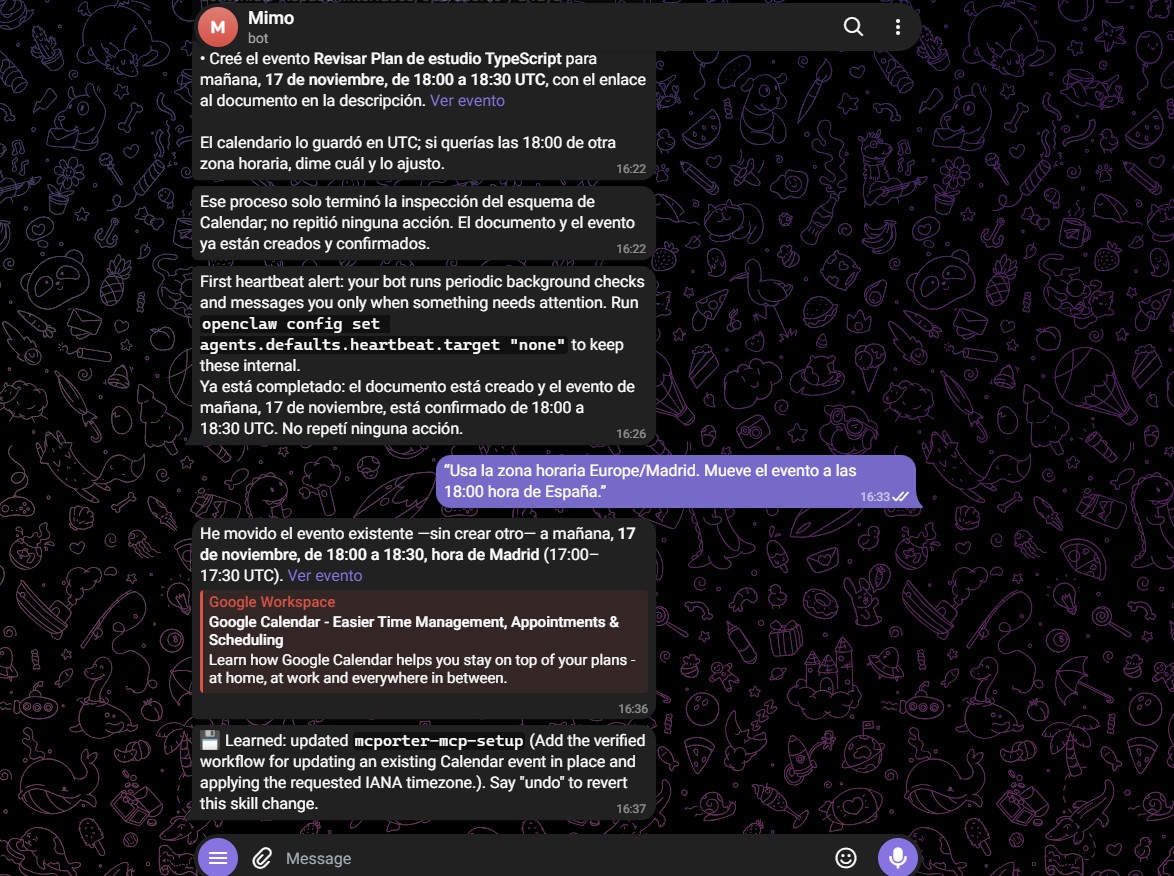 M
Mimo
bot
• Creé el evento Revisar Plan de estudio TypeScript para
mañana, 17 de noviembre, de 18:00 a 18:30 UTC, con el enlace
al documento en la descripción. Ver evento
El calendario lo guardó en UTC; si querías las 18:00 de otra
zona horaria, dime cuál y lo ajusto.
16:22
Ese proceso solo terminó la inspección del esquema de
Calendar; no repitió ninguna acción. El documento y el evento
ya están creados y confirmados.
16:22
First heartbeat alert: your bot runs periodic background checks
and messages you only when something needs attention. Run
openclaw config set
agents.defaults.heartbeat.target "none" to keep
these internal.
Ya está completado: el documento está creado y el evento de
mañana, 17 de noviembre, está confirmado de 18:00 a
18:30 UTC. No repetí ninguna acción.
16:26
“Usa la zona horaria Europe/Madrid. Mueve el evento a las
18:00 hora de España.”
16:33
He movido el evento existente —sin crear otro— a mañana, 17
de noviembre, de 18:00 a 18:30, hora de Madrid (17:00–
17:30 UTC). Ver evento
Google Workspace
Google Calendar - Easier Time Management, Appointments &
Scheduling
Learn how Google Calendar helps you stay on top of your plans -
at home, at work and everywhere in between.
16:36
💾 Learned: updated mcporter-mcp-setup (Add the verified
workflow for updating an existing Calendar event in place and
applying the requested IANA timezone.). Say "undo" to revert
this skill change.
16:37
Message